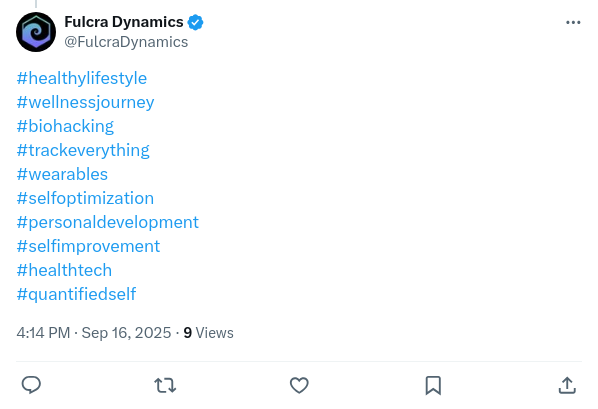 Fulcra Dynamics
@FulcraDynamics
#healthylifestyle
#wellnessjourney
#biohacking
#trackeverything
#wearables
#selfoptimization
#personaldevelopment
#selfimprovement
#healthtech
#quantifiedself
4:14 PM · Sep 16, 2025 · 9 Views